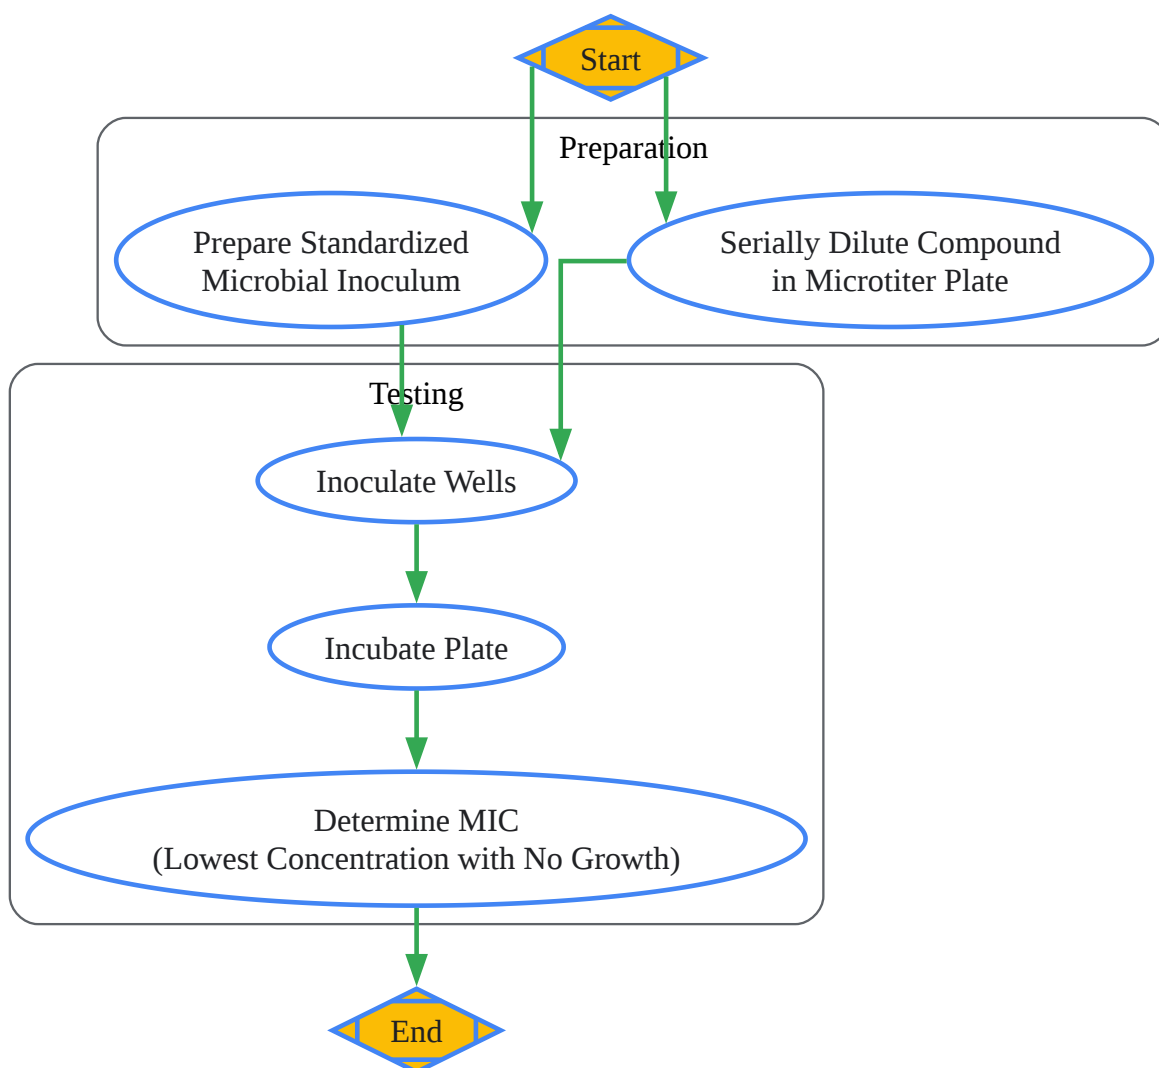 Start
Preparation
Prepare Standardized
Microbial Inoculum
Serially Dilute Compound
in Microtiter Plate
Testing
Inoculate Wells
Incubate Plate
Determine MIC
(Lowest Concentration with No Growth)
End